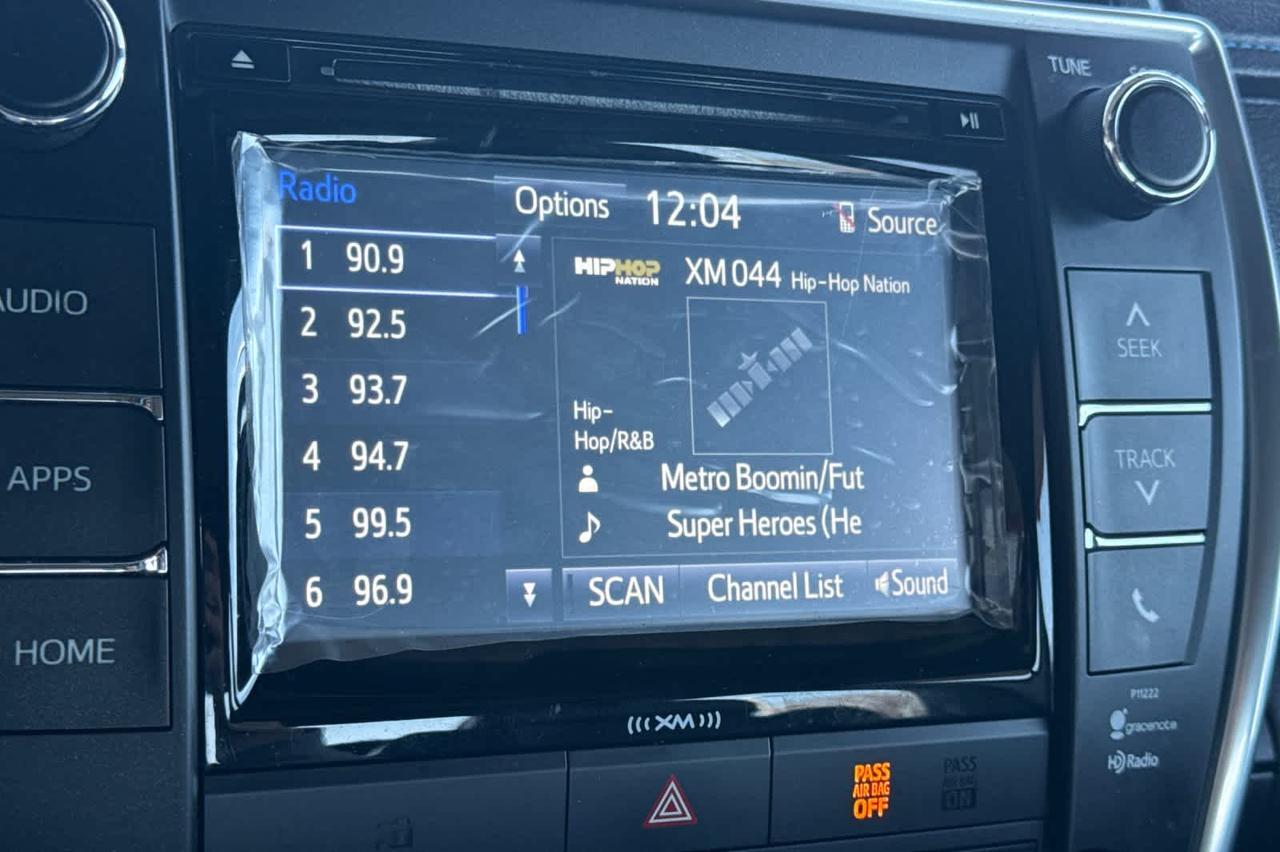 TUNE
Radio
Options
12:04
Source
1 90.9
2 92.5
3 93.7
4 94.7
5 99.5
6 96.9
HIPHOP
NATION
XM 044 Hip-Hop Nation
Hip-
Hop/R&B
Metro Boomin/Fut
Super Heroes (He
SCAN
Channel List
Sound
AUDIO
APPS
HOME
SEEK
TRACK
P11222
gracenote
HD Radio
(((XM)))
PASS
AIR BAG
OFF
PASS
AIR BAG
ON